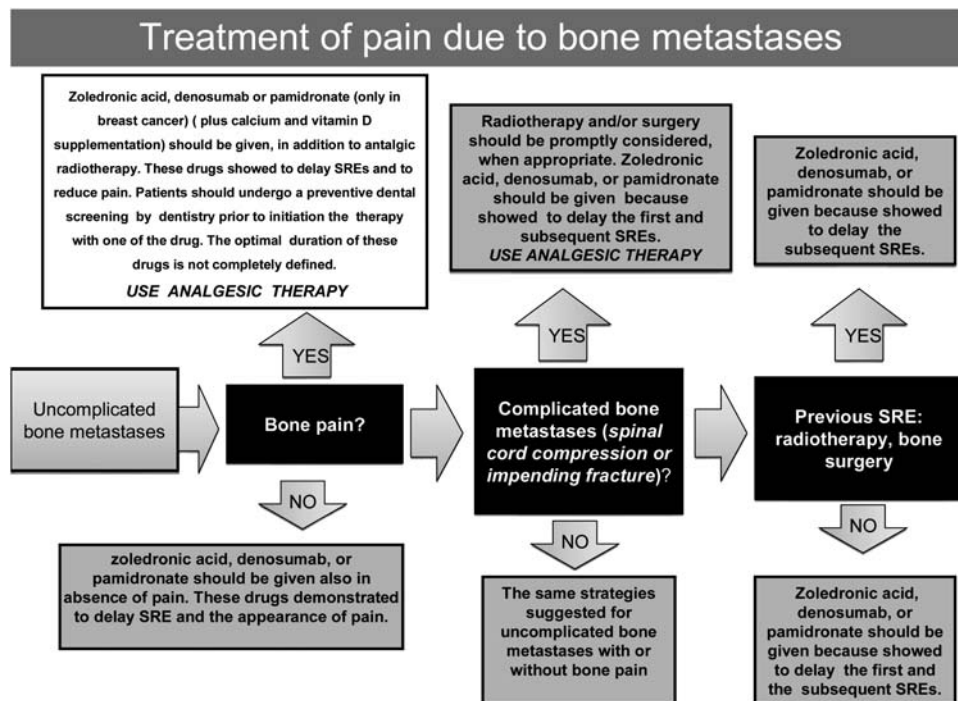 Treatment of pain due to bone metastases
Zoledronic acid, denosumab or pamidronate (only in
breast cancer) ( plus calcium and vitamin D
supplementation) should be given, in addition to antalgic
radiotherapy. These drugs showed to delay SREs and to
reduce pain. Patients should undergo a preventive dental
screening by dentistry prior to initiation the therapy
with one of the drug. The optimal duration of these
drugs is not completely defined.
USE ANALGESIC THERAPY
Radiotherapy and/or surgery
should be promptly considered,
when appropriate. Zoledronic
acid, denosumab, or pamidronate
should be given because
showed to delay the first and
subsequent SREs.
USE ANALGESIC THERAPY
Zoledronic acid,
denosumab, or
pamidronate should be
given because showed
to delay the
subsequent SREs.
YES
YES
YES
Uncomplicated
bone metastases
Bone pain?
Complicated bone
metastases (spinal
cord compression or
impending fracture)?
Previous SRE:
radiotherapy, bone
surgery
NO
NO
NO
zoledronic acid, denosumab, or
pamidronate should be given also in
absence of pain. These drugs demonstrated
to delay SRE and the appearance of pain.
The same strategies
suggested for
uncomplicated bone
metastases with or
without bone pain
Zoledronic acid,
denosumab, or
pamidronate should be
given because showed
to delay the first and
the subsequent SREs.